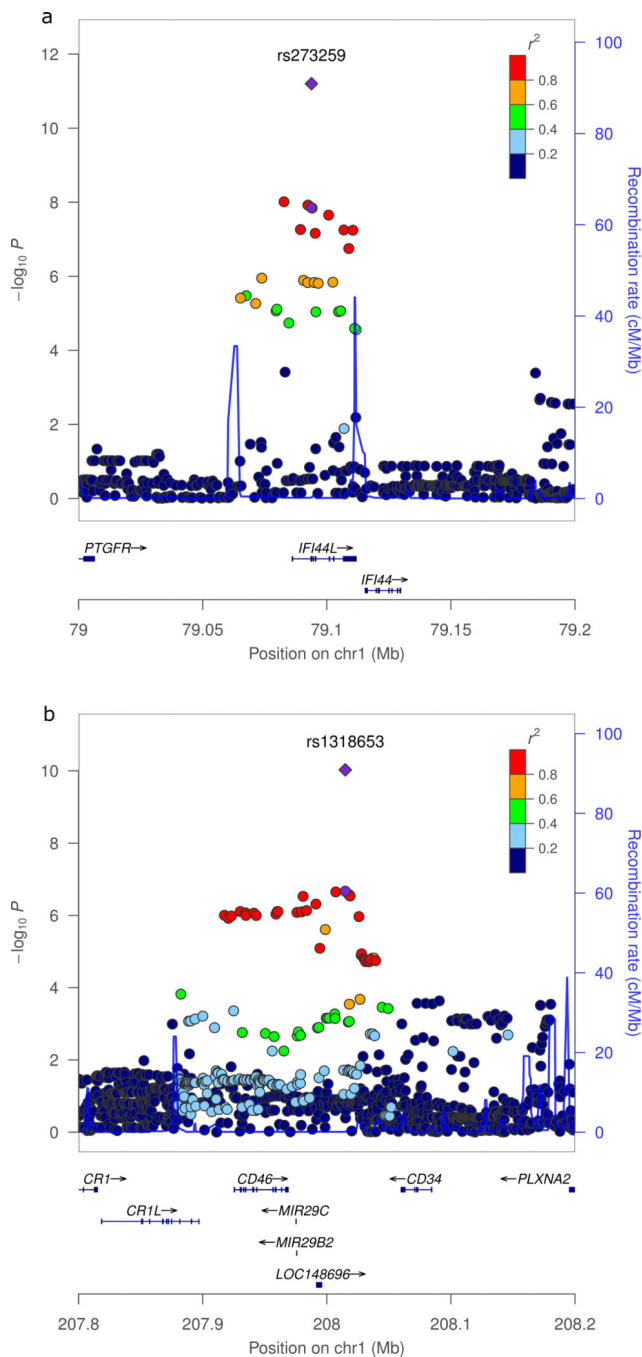 a
rs273259
r²
0.8
0.6
0.4
0.2
12
10
8
6
4
2
0
−log₁₀ P
100
80
60
40
20
0
Recombination rate (cM/Mb)
PTGFR→
IFI44L→
IFI44→
79
79.05
79.1
79.15
79.2
Position on chr1 (Mb)
b
rs1318653
r²
0.8
0.6
0.4
0.2
10
8
6
4
2
0
−log₁₀ P
100
80
60
40
20
0
Recombination rate (cM/Mb)
CR1→
CD46→
←CD34
←PLXNA2
CR1L→
←MIR29C
←MIR29B2
LOC148696→
207.8
207.9
208
208.1
208.2
Position on chr1 (Mb)